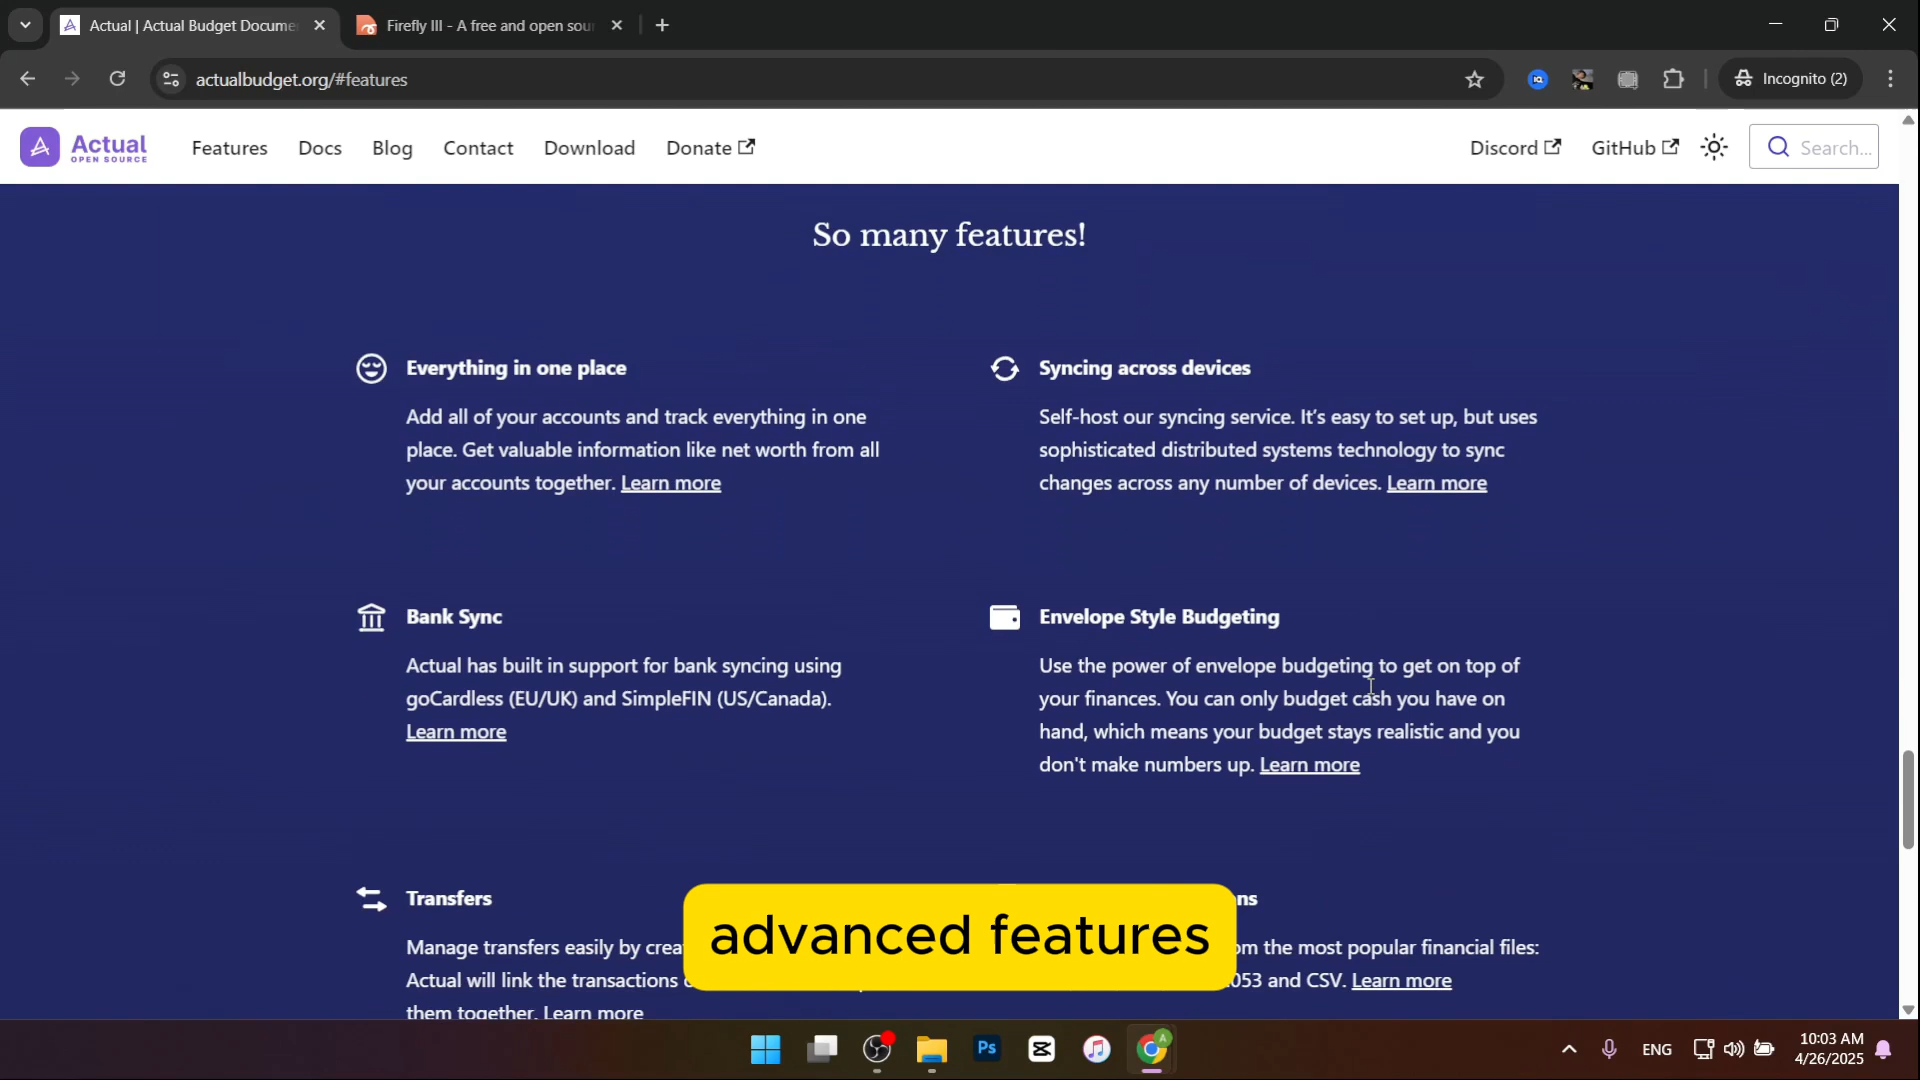 Actual | Actual Budget Docume
Firefly III - A free and open sou
actualbudget.org/#features
Incognito (2)
Actual
OPEN SOURCE
Features
Docs
Blog
Contact
Download
Donate
Discord
GitHub
Search...
So many features!
Everything in one place
Add all of your accounts and track everything in one
place. Get valuable information like net worth from all
your accounts together. Learn more
Syncing across devices
Self-host our syncing service. It's easy to set up, but uses
sophisticated distributed systems technology to sync
changes across any number of devices. Learn more
Bank Sync
Actual has built in support for bank syncing using
goCardless (EU/UK) and SimpleFIN (US/Canada).
Learn more
Envelope Style Budgeting
Use the power of envelope budgeting to get on top of
your finances. You can only budget cash you have on
hand, which means your budget stays realistic and you
don't make numbers up. Learn more
Transfers
Manage transfers easily by crea
Actual will link the transactions
them together. Learn more
ns
om the most popular financial files:
053 and CSV. Learn more
advanced features
Ps
ENG
10:03 AM
4/26/2025